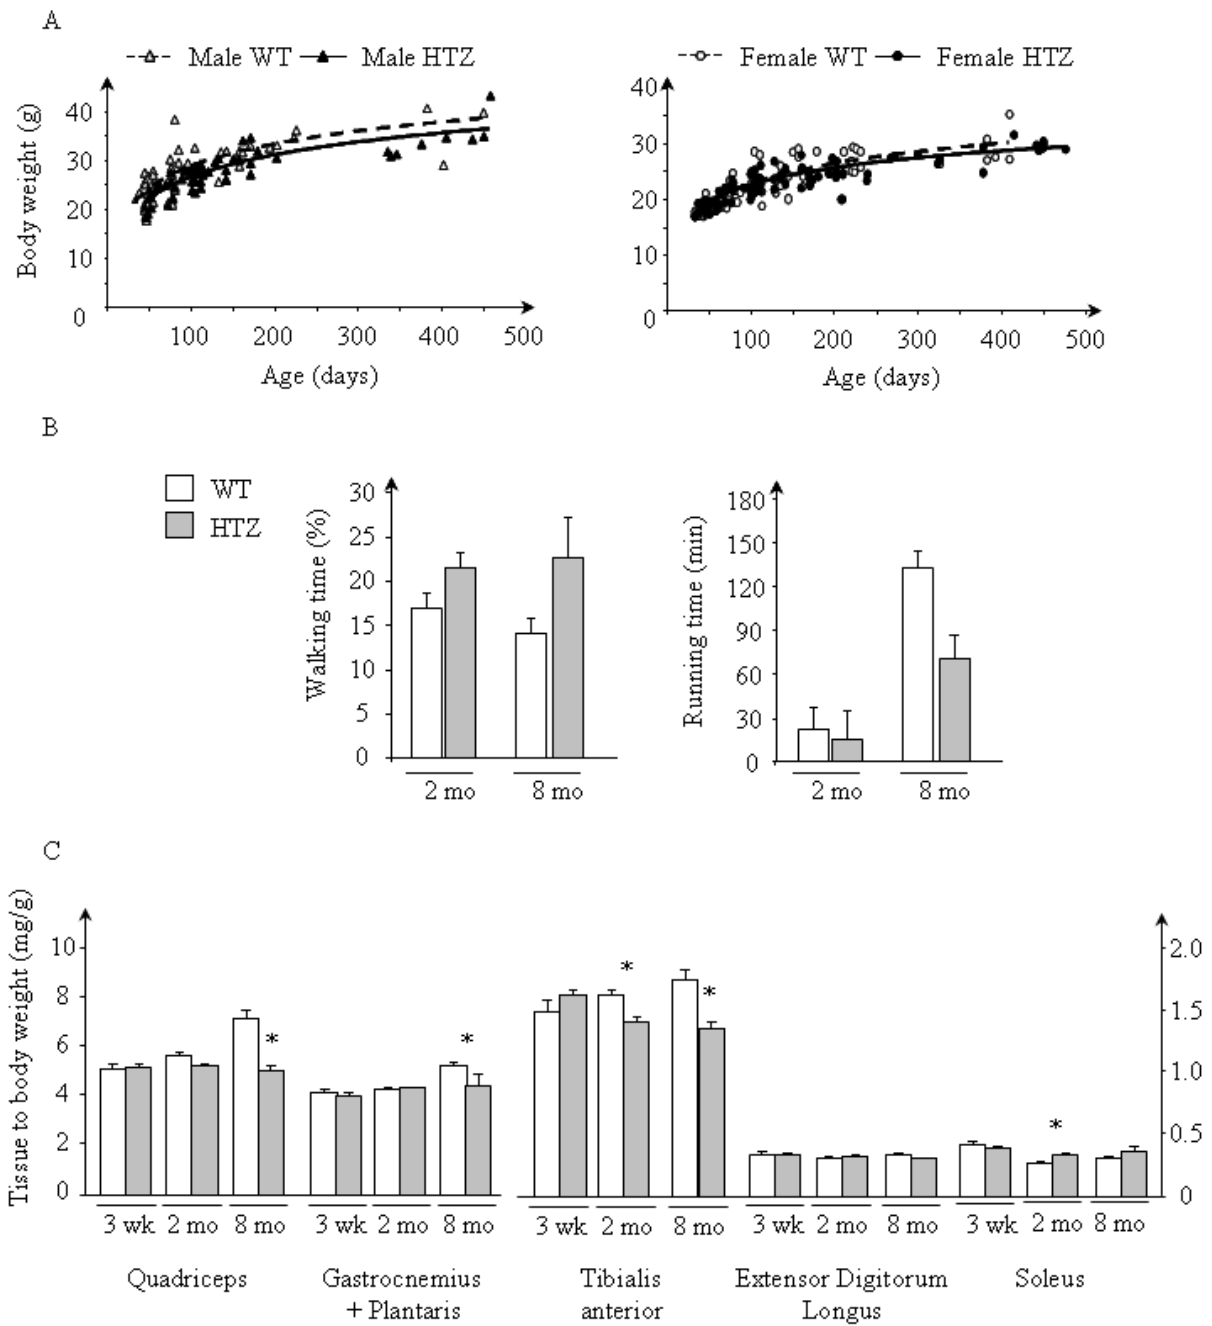 A
Male WT Male HTZ
Female WT Female HTZ
Body weight (g)
40
30
20
10
0
100 200 300 400 500
Age (days)
40
30
20
10
0
100 200 300 400 500
Age (days)
B
WT
HTZ
Walking time (%)
30
25
20
15
10
5
0
2 mo 8 mo
Running time (min)
180
150
120
90
60
30
0
2 mo 8 mo
C
Tissue to body weight (mg/g)
10
8
6
4
2
0
* * * * *
2.0
1.5
1.0
0.5
0
3 wk 2 mo 8 mo 3 wk 2 mo 8 mo 3 wk 2 mo 8 mo 3 wk 2 mo 8 mo 3 wk 2 mo 8 mo
Quadriceps
Gastrocnemius
+ Plantaris
Tibialis
anterior
Extensor Digitorum
Longus
Soleus